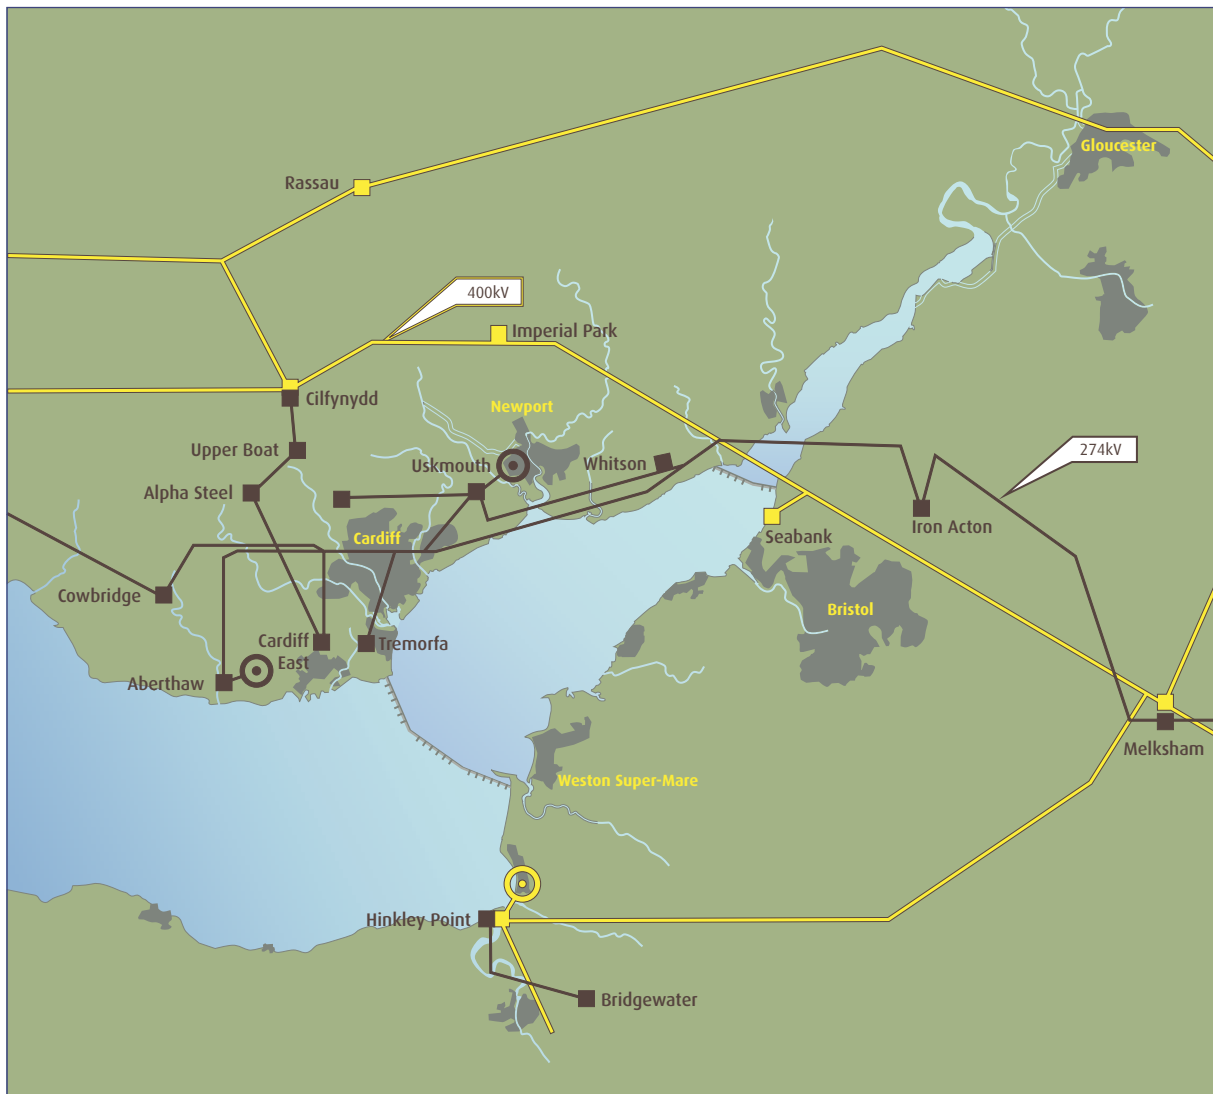 Gloucester
Rassau
400kV
Imperial Park
Cilfynydd
Newport
Upper Boat
274kV
Uskmouth
Whitson
Alpha Steel
Iron Acton
Cardiff
Seabank
Cowbridge
Bristol
Cardiff
East
Tremorfa
Aberthaw
Melksham
Weston Super-Mare
Hinkley Point
Bridgewater